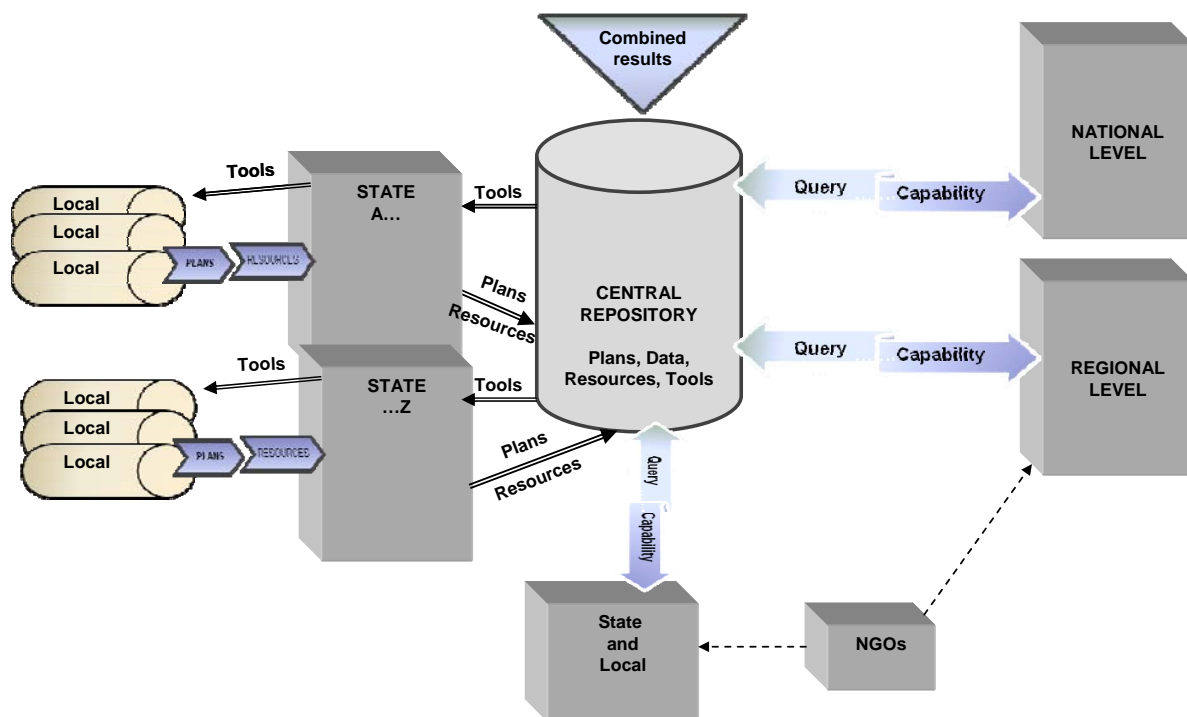 Combined
results
NATIONAL
LEVEL
Tools
STATE
A...
Tools
Query
Capability
Local
Local
Local
PLANS
RESOURCES
Plans
Resources
CENTRAL
REPOSITORY
Plans, Data,
Resources, Tools
Query
Capability
REGIONAL
LEVEL
Tools
STATE
...Z
Tools
Local
Local
Local
PLANS
RESOURCES
Plans
Resources
Query
Capability
State
and
Local
NGOs